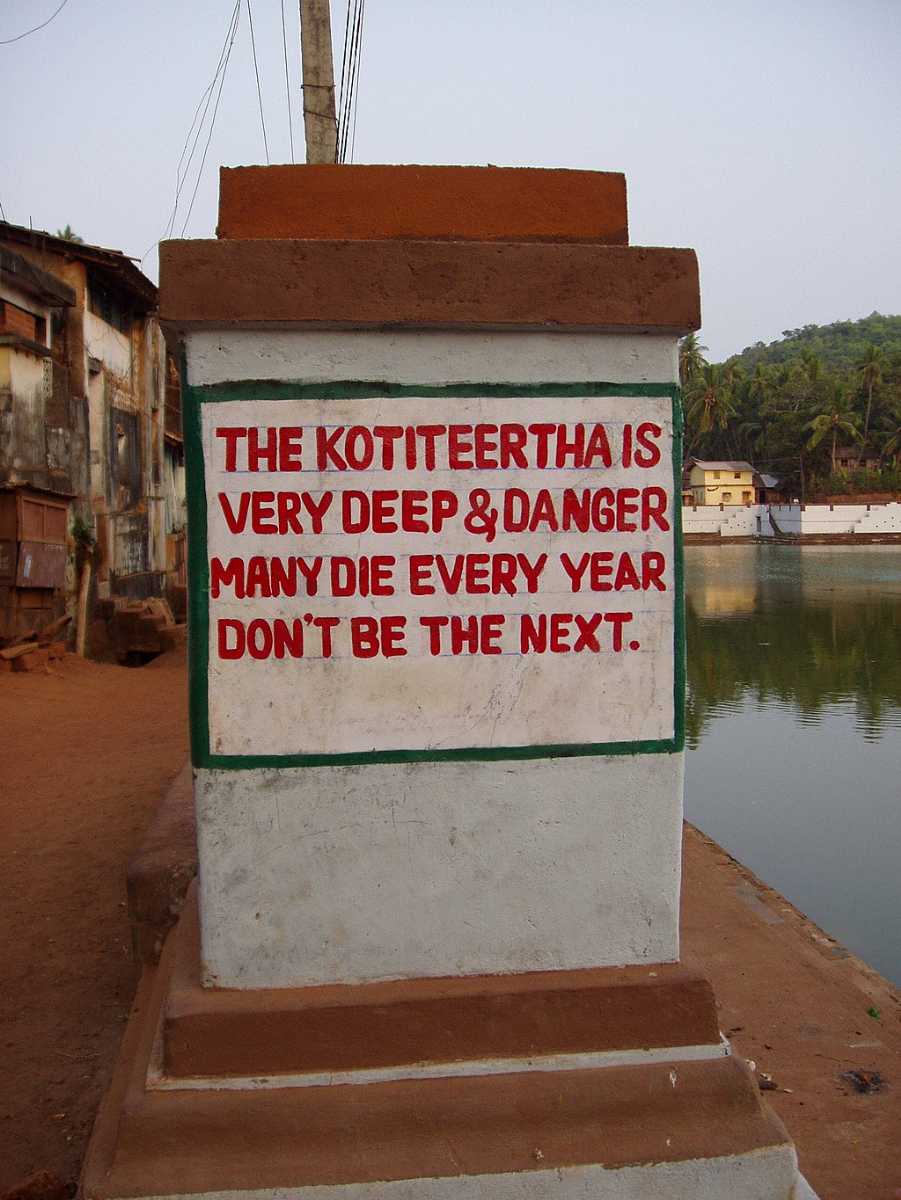 THE KOTITEERTHA IS
VERY DEEP & DANGER
MANY DIE EVERY YEAR
DON'T BE THE NEXT.